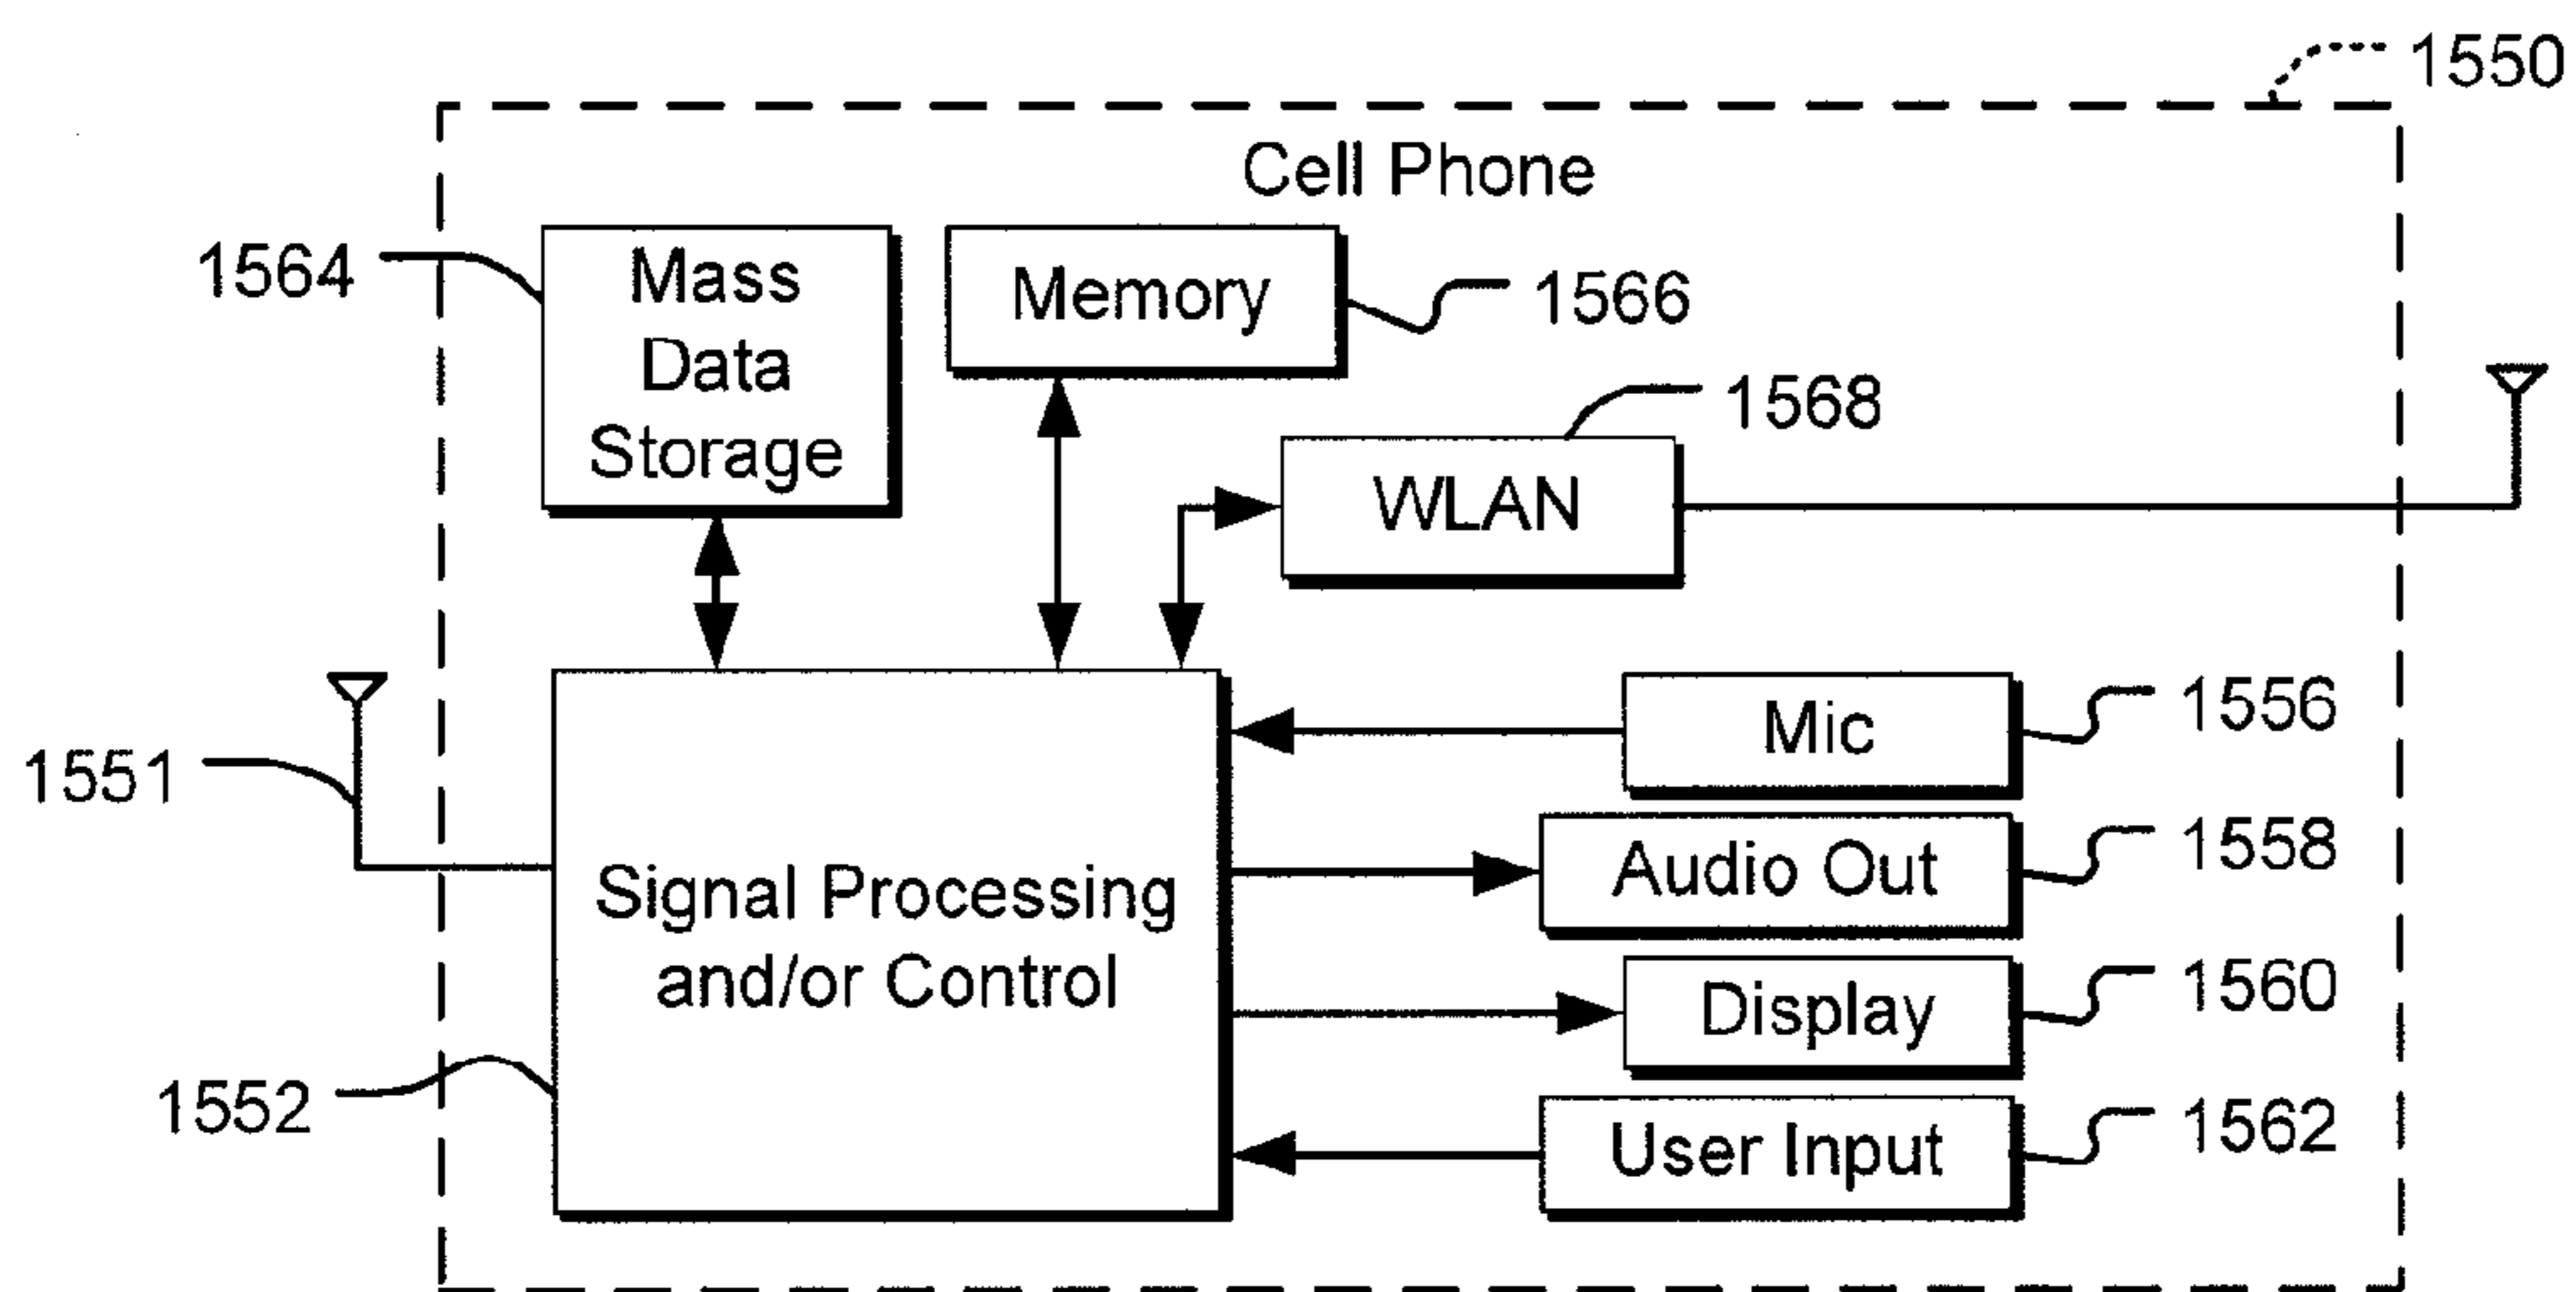 1550
Cell Phone
1564
Mass
Data
Storage
Memory
1566
1568
WLAN
1551
Signal Processing
and/or Control
1552
Mic
1556
Audio Out
1558
Display
1560
User Input
1562